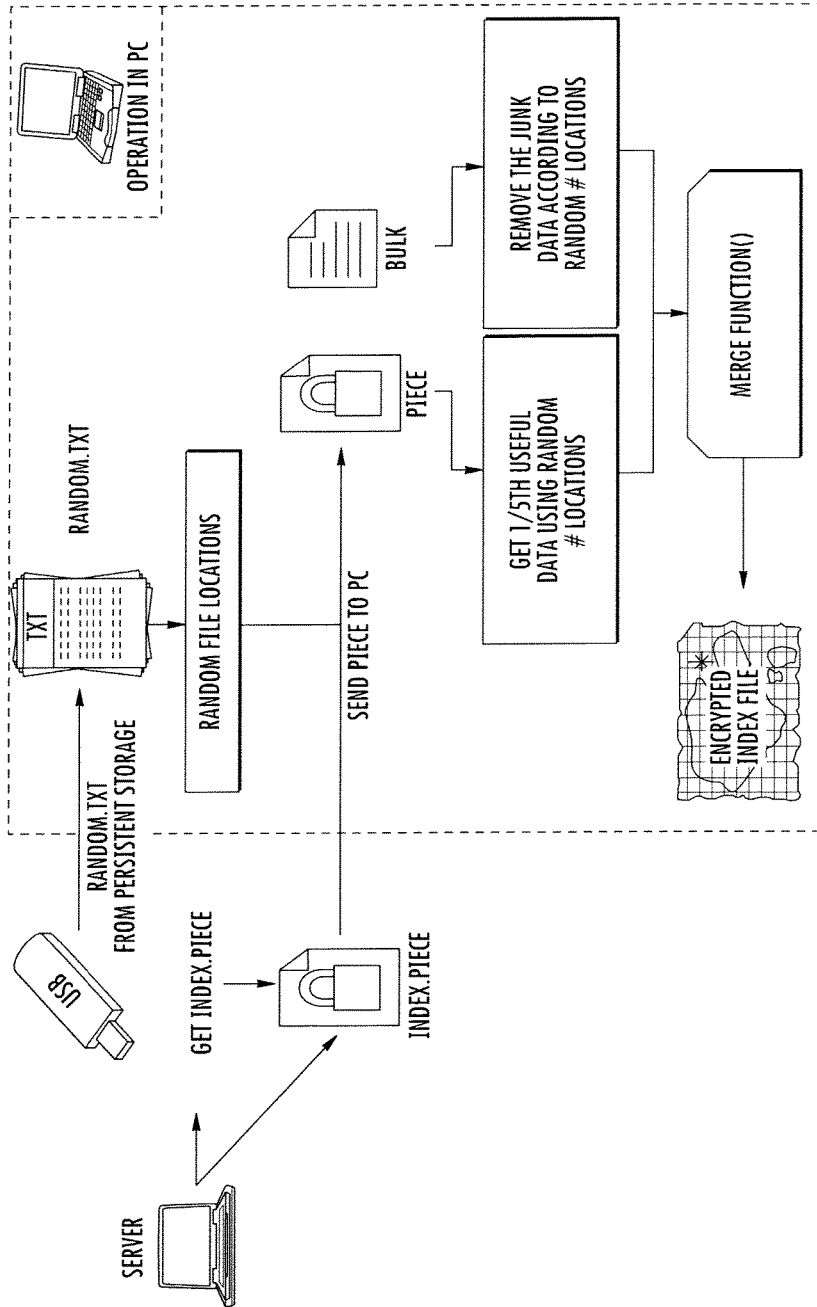 SERVER
USB
RANDOM.TXT
FROM PERSISTENT STORAGE
GET INDEX.PIECE
INDEX.PIECE
TXT
RANDOM.TXT
RANDOM FILE LOCATIONS
SEND PIECE TO PC
OPERATION IN PC
PIECE
BULK
GET 1/5TH USEFUL
DATA USING RANDOM
# LOCATIONS
REMOVE THE JUNK
DATA ACCORDING TO
RANDOM # LOCATIONS
MERGE FUNCTION()
ENCRYPTED
INDEX FILE